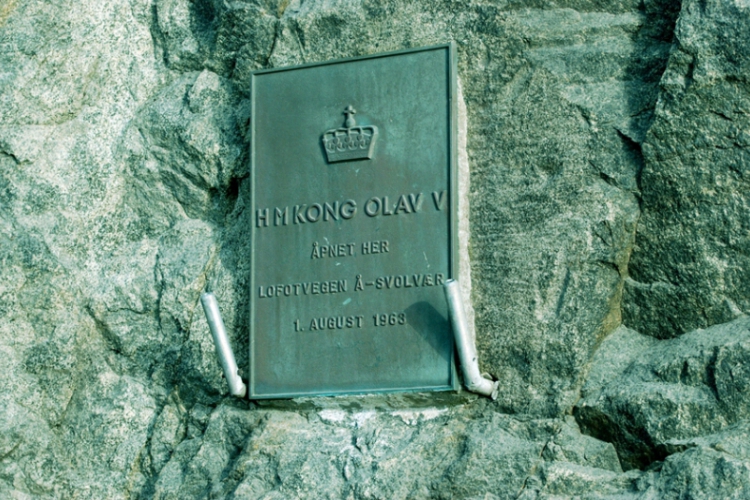 H M KONG OLAV V
ÅPNET HER
LOFOTVEGEN Å-SVOLVÆR
1. AUGUST 1963